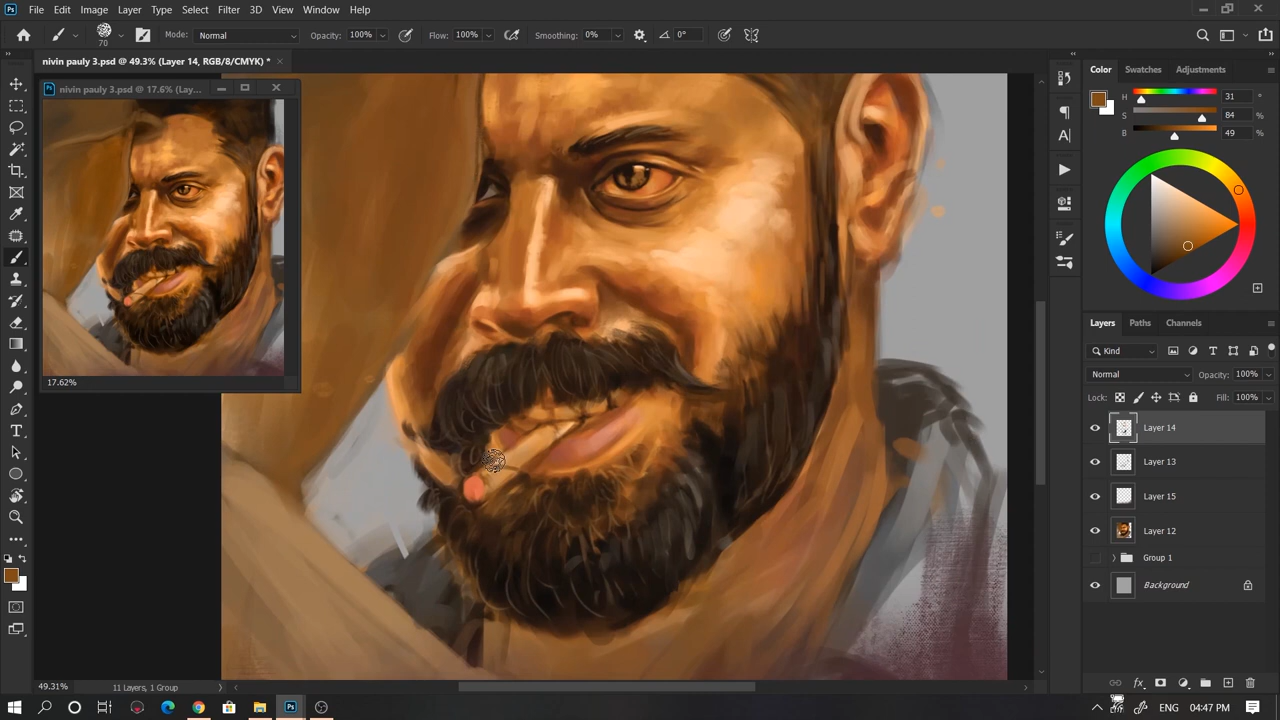 Ps File Edit Image Layer Type Select Filter 3D View Window Help
70 Mode: Normal Opacity: 100% Flow: 100% Smoothing: 0% 0°
nivin pauly 3.psd @ 49.3% (Layer 14, RGB/8/CMYK) * ×
nivin pauly 3.psd @ 17.6% (Lay...
17.62%
Color Swatches Adjustments
H 31 °
S 84 %
B 49 %
Layers Paths Channels
Kind
Normal Opacity: 100%
Lock: Fill: 100%
Layer 14
Layer 13
Layer 15
Layer 12
Group 1
Background
49.31% 11 Layers, 1 Group
ENG 04:47 PM